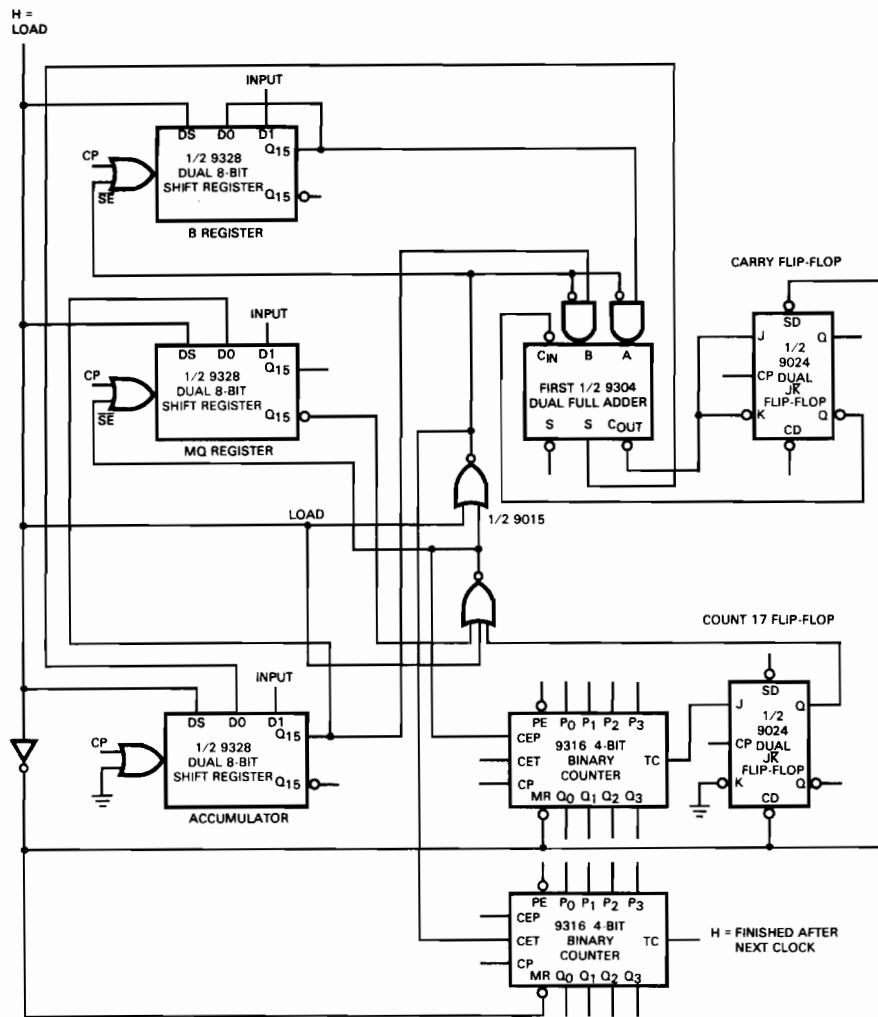 H =
LOAD
INPUT
DS D0 D1
Q15
CP
1/2 9328
DUAL 8-BIT
SHIFT REGISTER
Q15
SE
B REGISTER
CARRY FLIP-FLOP
INPUT
DS D0 D1
Q15
CP
1/2 9328
DUAL 8-BIT
SHIFT REGISTER
Q15
SE
MQ REGISTER
CIN B A
FIRST 1/2 9304
DUAL FULL ADDER
S S COUT
SD
J Q
1/2
9024
CP DUAL
JK
FLIP-FLOP
K Q
CD
LOAD
1/2 9015
COUNT 17 FLIP-FLOP
INPUT
DS D0 D1
Q15
CP
1/2 9328
DUAL 8-BIT
SHIFT REGISTER
Q15
ACCUMULATOR
PE P0 P1 P2 P3
CEP
9316 4-BIT
CET BINARY TC
COUNTER
CP
MR Q0 Q1 Q2 Q3
SD
J Q
1/2
9024
CP DUAL
JK
FLIP-FLOP
K Q
CD
PE P0 P1 P2 P3
CEP
9316 4-BIT
CET BINARY TC
COUNTER
CP
MR Q0 Q1 Q2 Q3
H = FINISHED AFTER
NEXT CLOCK